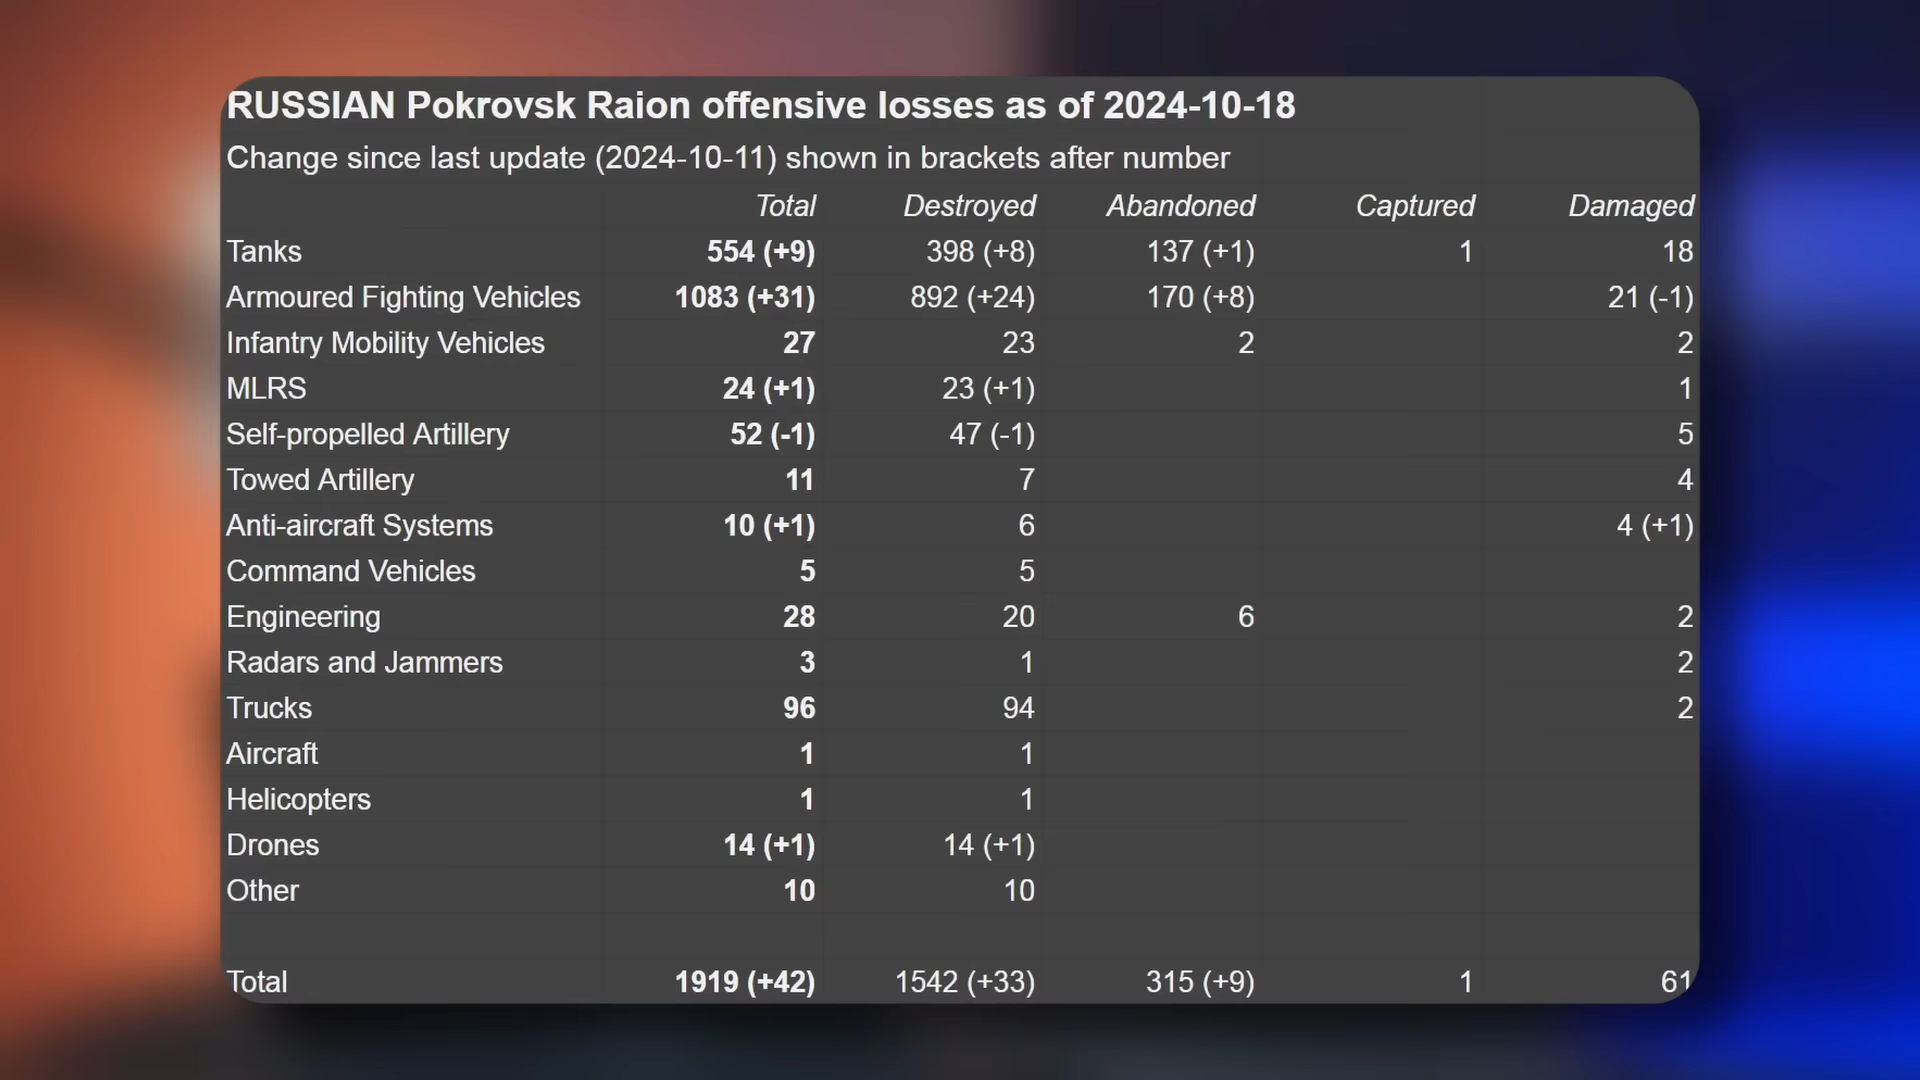 RUSSIAN Pokrovsk Raion offensive losses as of 2024-10-18
Change since last update (2024-10-11) shown in brackets after number
Total Destroyed Abandoned Captured Damaged
Tanks 554 (+9) 398 (+8) 137 (+1) 1 18
Armoured Fighting Vehicles 1083 (+31) 892 (+24) 170 (+8) 21 (-1)
Infantry Mobility Vehicles 27 23 2 2
MLRS 24 (+1) 23 (+1) 1
Self-propelled Artillery 52 (-1) 47 (-1) 5
Towed Artillery 11 7 4
Anti-aircraft Systems 10 (+1) 6 4 (+1)
Command Vehicles 5 5
Engineering 28 20 6 2
Radars and Jammers 3 1 2
Trucks 96 94 2
Aircraft 1 1
Helicopters 1 1
Drones 14 (+1) 14 (+1)
Other 10 10
Total 1919 (+42) 1542 (+33) 315 (+9) 1 61